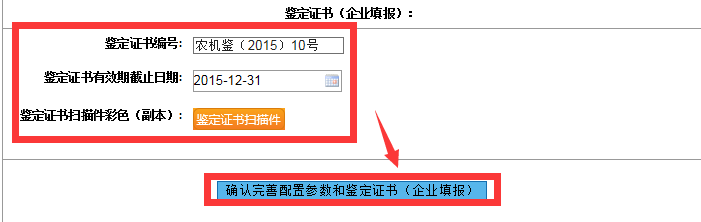 鉴定证书（企业填报）：
鉴定证书编号: 农机鉴（2015）10号
鉴定证书有效期截止日期: 2015-12-31
鉴定证书扫描件彩色（副本）: 鉴定证书扫描件
确认完善配置参数和鉴定证书（企业填报）